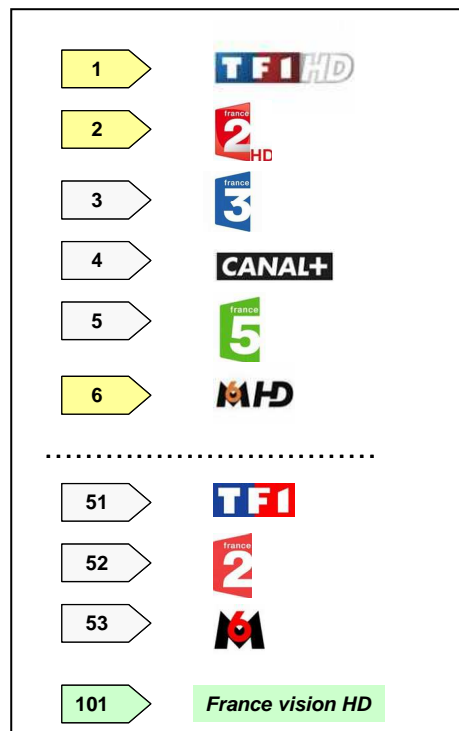 1 TF1 HD
2 france 2 HD
3 france 3
4 CANAL+
5 france 5
6 M6 HD
51 TF1
52 france 2
53 M6
101 France vision HD